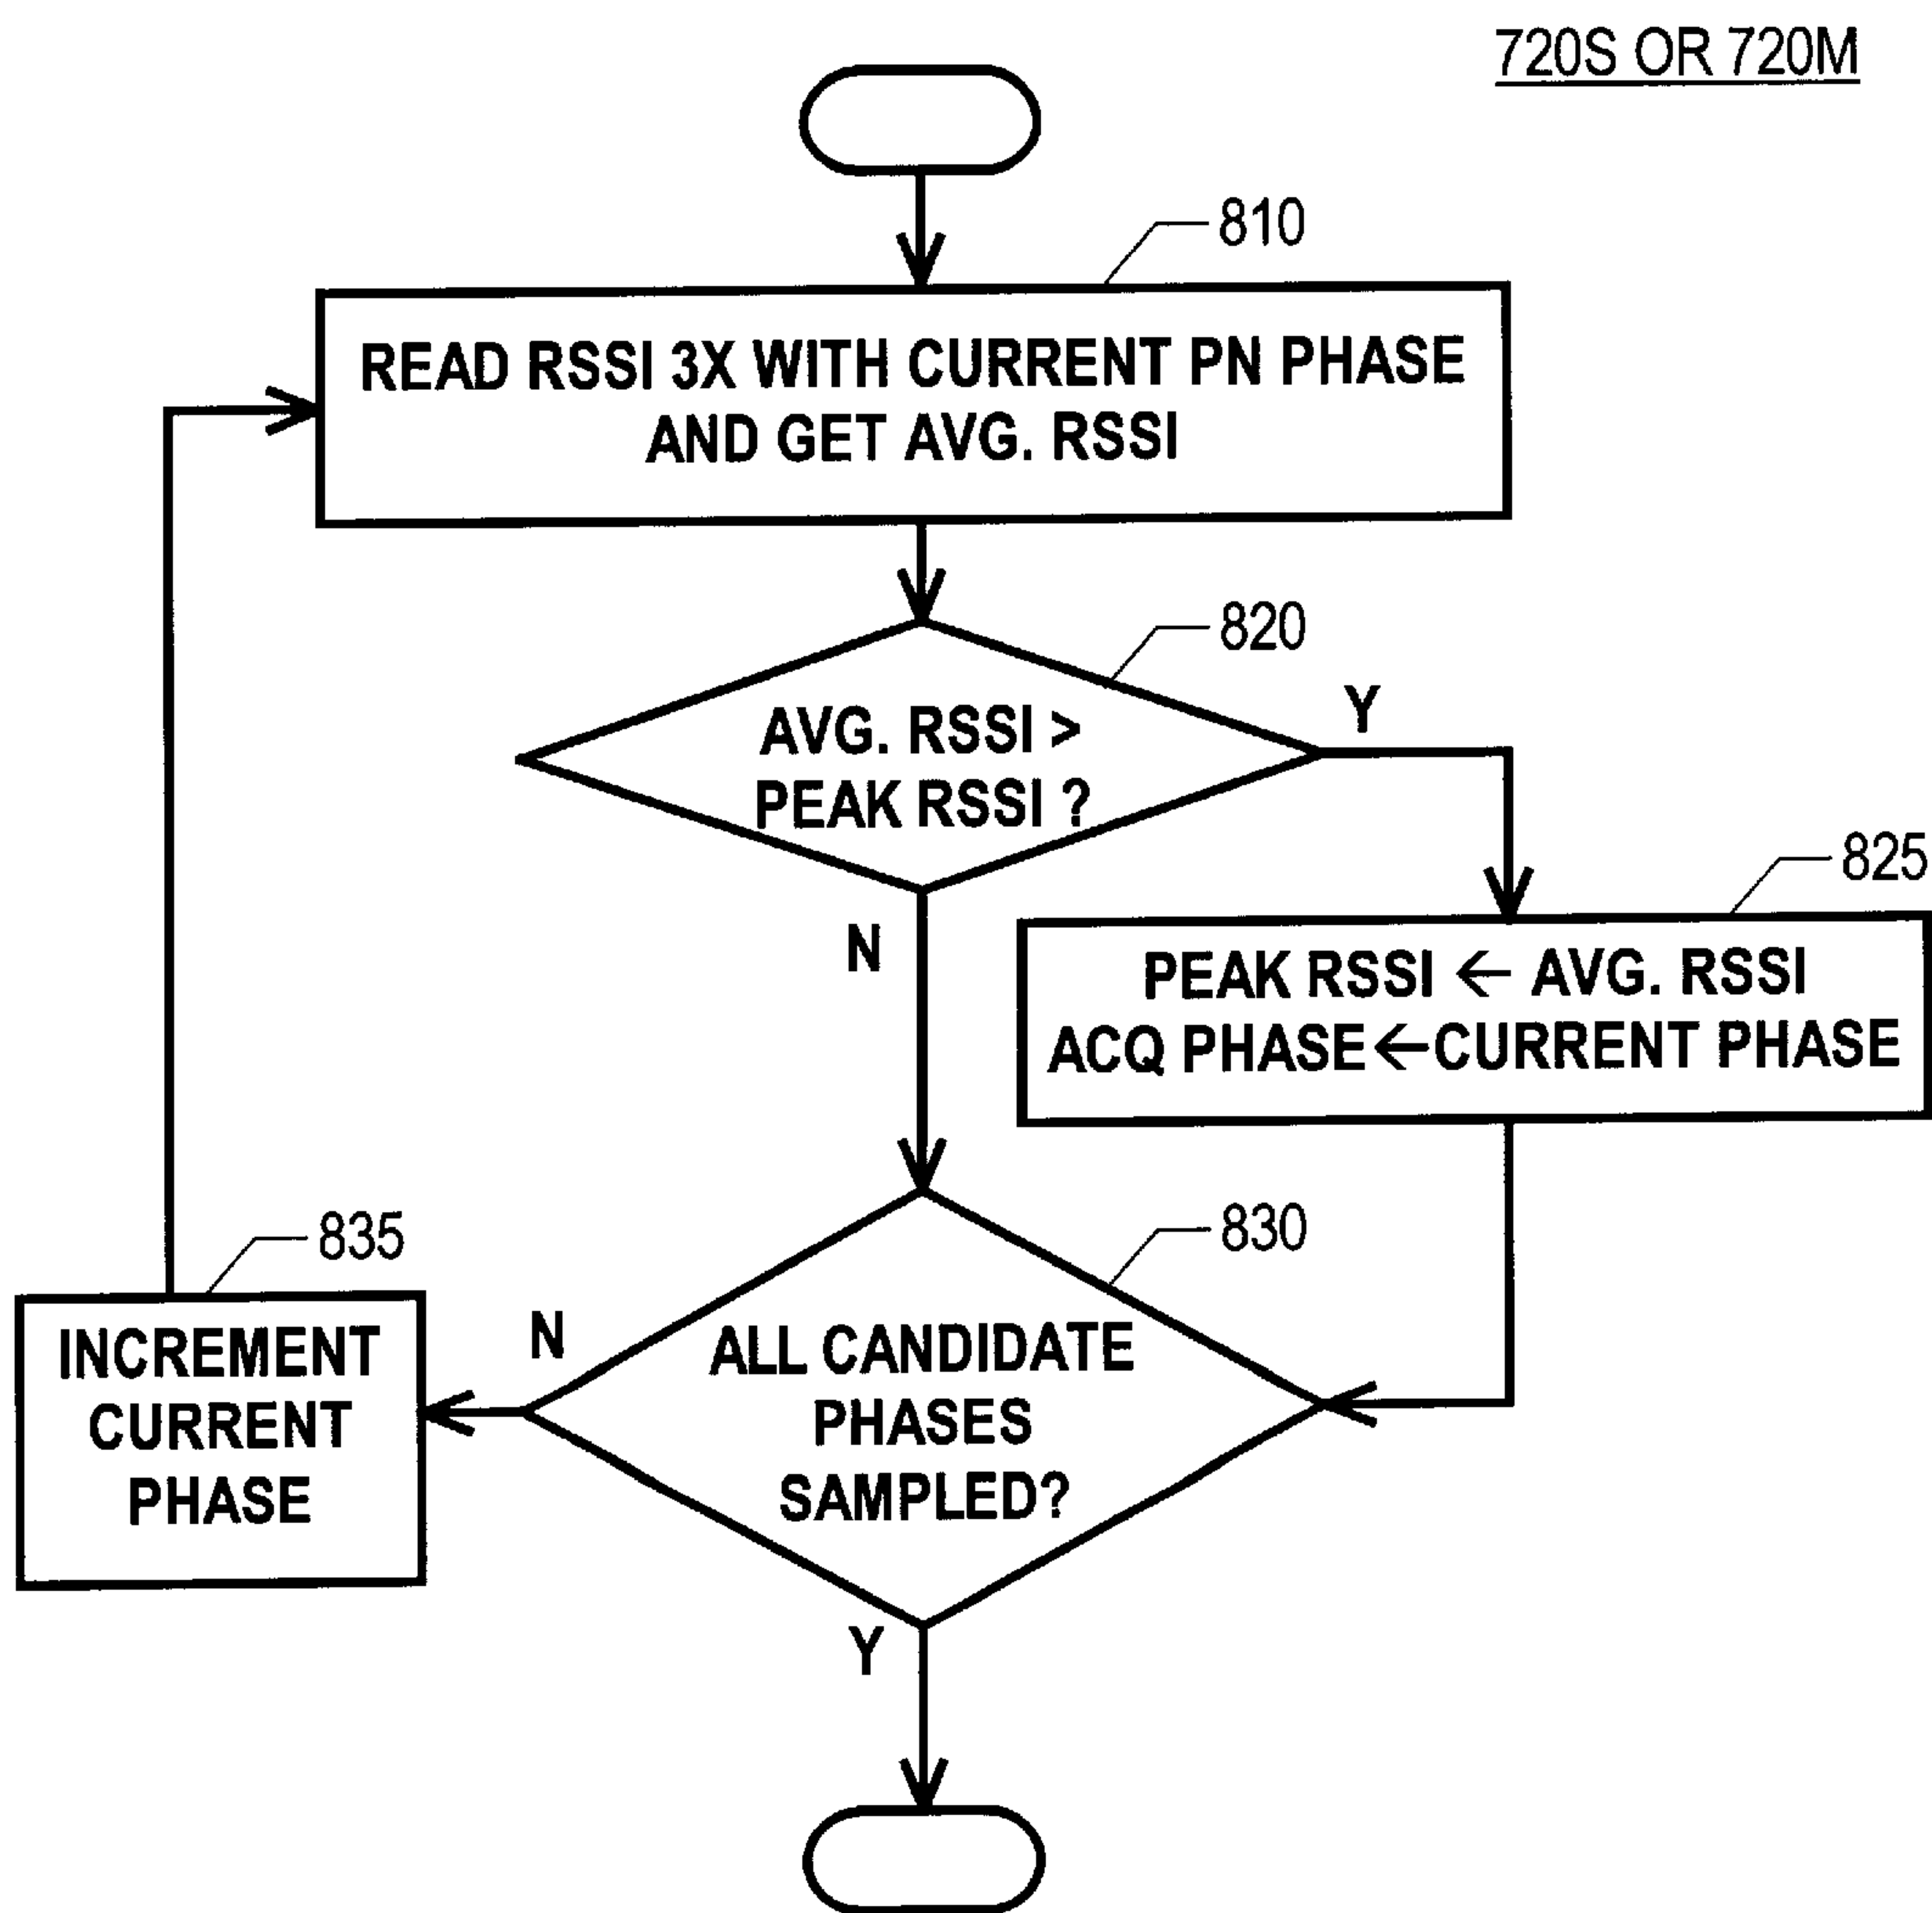 720S OR 720M
810
READ RSSI 3X WITH CURRENT PN PHASE
AND GET AVG. RSSI
820
AVG. RSSI >
PEAK RSSI ?
Y
N
825
PEAK RSSI ← AVG. RSSI
ACQ PHASE←CURRENT PHASE
830
ALL CANDIDATE
PHASES
SAMPLED?
N
835
INCREMENT
CURRENT
PHASE
Y